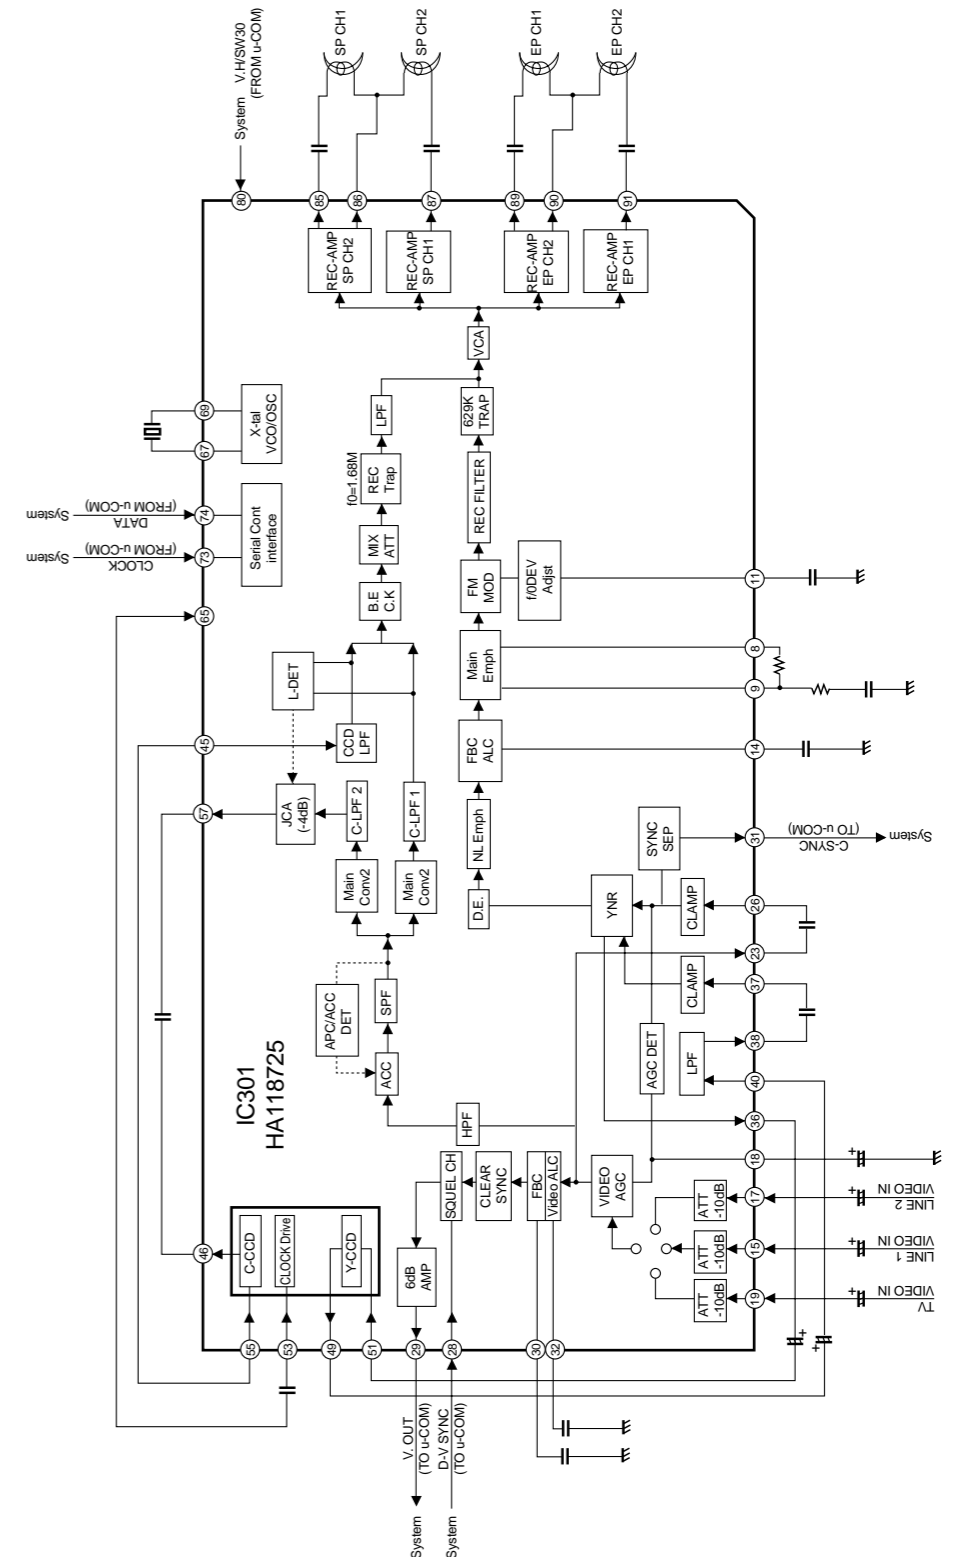 SP CH1
SP CH2
EP CH1
EP CH2
System
V.H/SW30
(FROM u-COM)
80
85
86
87
89
90
91
REC-AMP
SP CH2
REC-AMP
SP CH1
REC-AMP
EP CH2
REC-AMP
EP CH1
VCA
69
67
X-tal
VCO/OSC
LPF
629K
TRAP
f0=1.68M
REC
Trap
REC FILTER
System
DATA
(FROM u-COM)
74
System
CLOCK
(FROM u-COM)
73
Serial Cont
interface
MIX
ATT
FM
MOD
f/0DEV
Adjst
11
65
B.E
C.K
Main
Emph
8
9
L-DET
45
CCD
LPF
FBC
ALC
14
57
JCA
(-4dB)
C-LPF 2
C-LPF 1
NL Emph
SYNC
SEP
31
C-SYNC
(TO u-COM)
System
Main
Conv2
Main
Conv2
D.E.
YNR
CLAMP
26
23
APC/ACC
DET
SPF
CLAMP
37
ACC
AGC DET
LPF
38
40
IC301
HA118725
HPF
36
18
SQUEL CH
CLEAR
SYNC
FBC
Video ALC
VIDEO
AGC
ATT
-10dB
17
LINE 2
VIDEO IN
ATT
-10dB
15
LINE 1
VIDEO IN
ATT
-10dB
19
TV
VIDEO IN
46
C-CCD
CLOCK Drive
Y-CCD
6dB
AMP
55
53
49
51
29
28
30
32
+
+
+
+
+
+
V. OUT
(TO u-COM)
System
D-V SYNC
(TO u-COM)
System